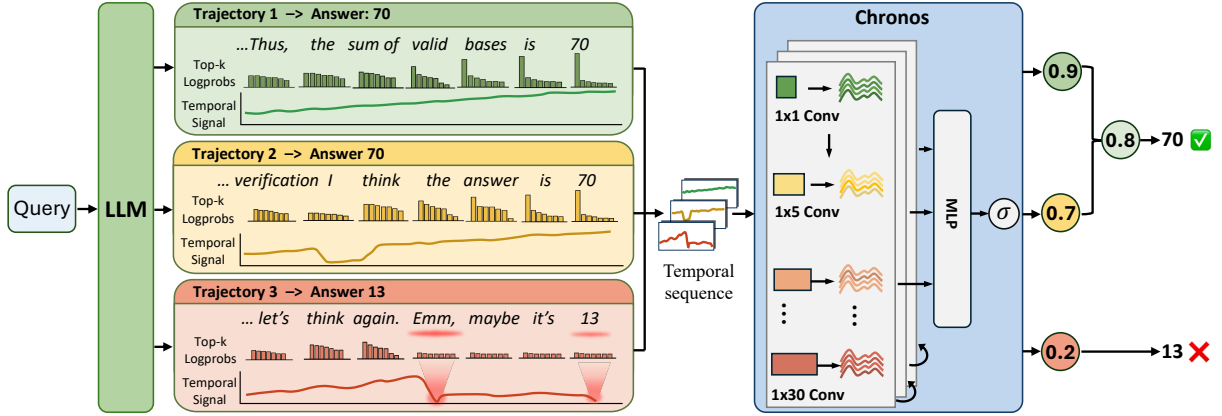 Query
LLM
Trajectory 1 –> Answer: 70
...Thus, the sum of valid bases is 70
Top-k
Logprobs
Temporal
Signal
Trajectory 2 –> Answer 70
... verification I think the answer is 70
Top-k
Logprobs
Temporal
Signal
Trajectory 3 –> Answer 13
... let's think again. Emm, maybe it's 13
Top-k
Logprobs
Temporal
Signal
Temporal
sequence
Chronos
1x1 Conv
1x5 Conv
1x30 Conv
MLP
σ
0.9
0.8
70
0.7
0.2
13